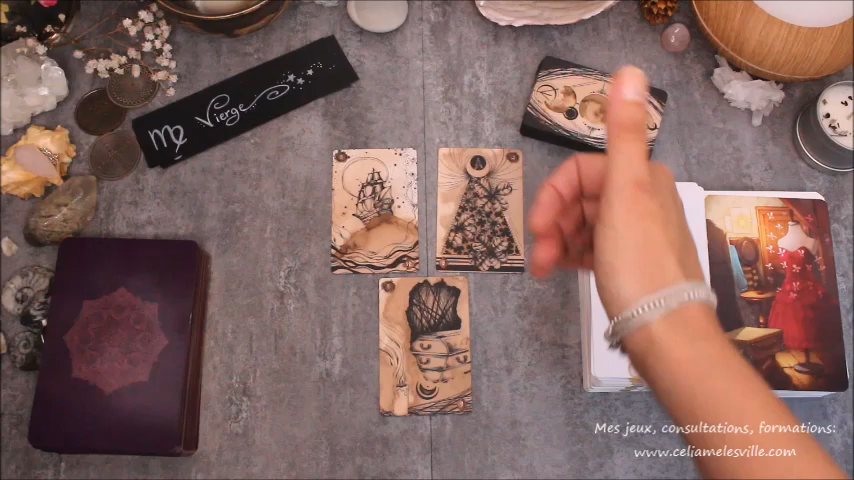 ♍ Vierge
Mes jeux, consultations, formations:
www.celiamelesville.com